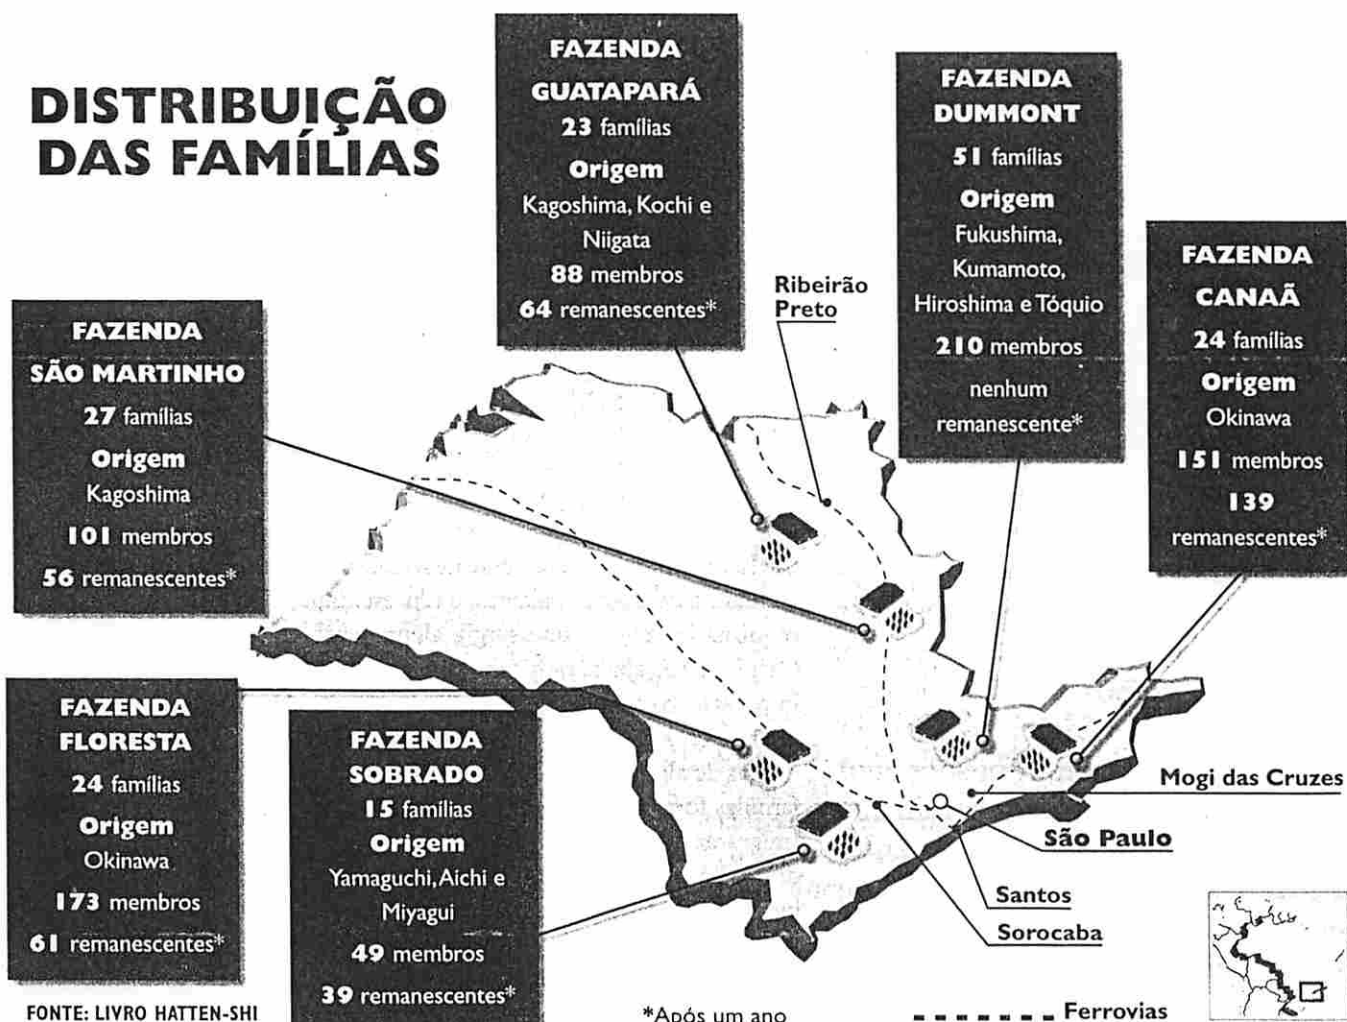 DISTRIBUIÇÃO
DAS FAMÍLIAS
FAZENDA
GUATAPARÁ
23 famílias
Origem
Kagoshima, Kochi e
Niigata
88 membros
64 remanescentes*
FAZENDA
DUMMONT
51 famílias
Origem
Fukushima,
Kumamoto,
Hiroshima e Tóquio
210 membros
nenhum
remanescente*
FAZENDA
CANAÃ
24 famílias
Origem
Okinawa
151 membros
139
remanescentes*
FAZENDA
SÃO MARTINHO
27 famílias
Origem
Kagoshima
101 membros
56 remanescentes*
Ribeirão
Preto
FAZENDA
FLORESTA
24 famílias
Origem
Okinawa
173 membros
61 remanescentes*
FAZENDA
SOBRADO
15 famílias
Origem
Yamaguchi, Aichi e
Miyagui
49 membros
39 remanescentes*
Mogi das Cruzes
São Paulo
Santos
Sorocaba
FONTE: LIVRO HATTEN-SHI
*Após um ano
Ferrovias